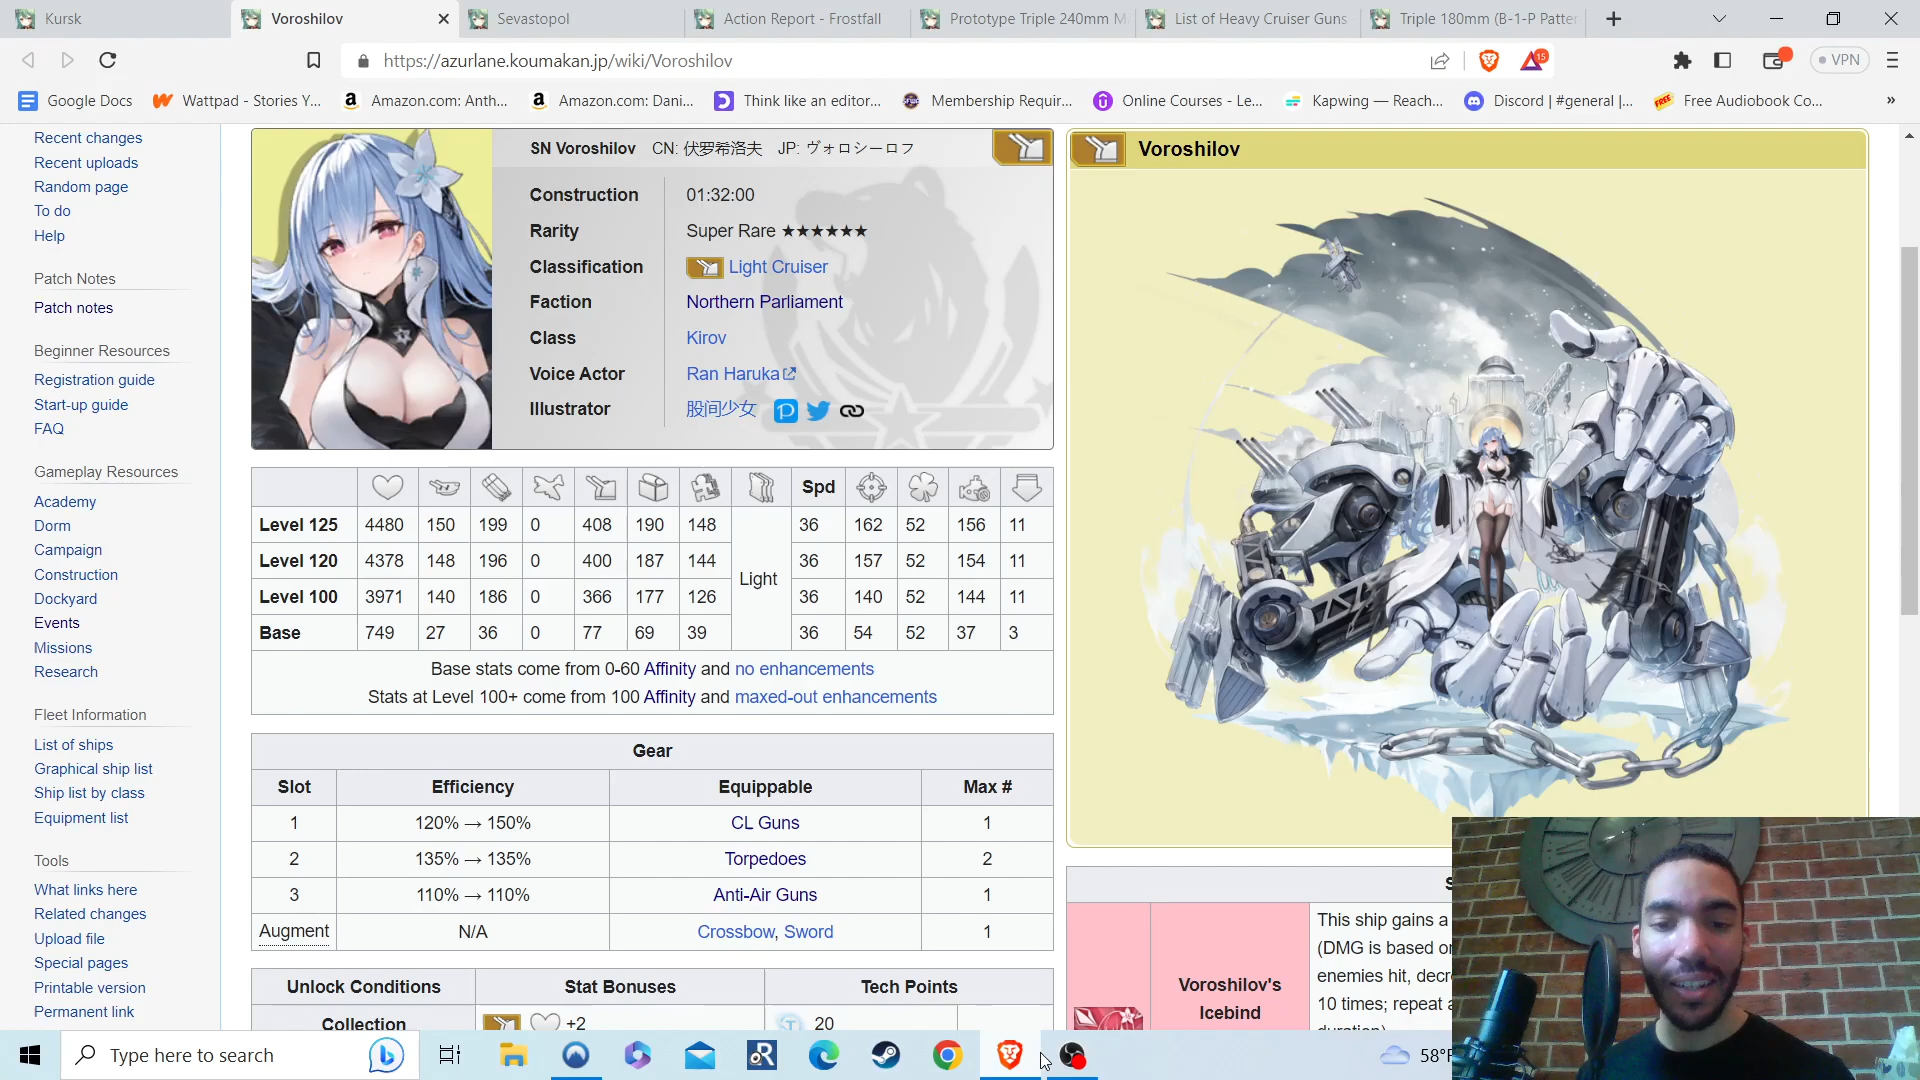 Kursk
Voroshilov
Sevastopol
Action Report - Frostfall
Prototype Triple 240mm M
List of Heavy Cruiser Guns
Triple 180mm (B-1-P Patter
https://azurlane.koumakan.jp/wiki/Voroshilov
15
VPN
Google Docs
Wattpad - Stories Y...
Amazon.com: Anth...
Amazon.com: Dani...
Think like an editor...
Membership Requir...
Online Courses - Le...
Kapwing — Reach...
Discord | #general |...
FREE
Free Audiobook Co...
»
Recent changes
Recent uploads
Random page
To do
Help
Patch Notes
Patch notes
Beginner Resources
Registration guide
Start-up guide
FAQ
Gameplay Resources
Academy
Dorm
Campaign
Construction
Dockyard
Events
Missions
Research
Fleet Information
List of ships
Graphical ship list
Ship list by class
Equipment list
Tools
What links here
Related changes
Upload file
Special pages
Printable version
Permanent link
SN Voroshilov CN: 伏罗希洛夫 JP: ヴォロシーロフ
Construction 01:32:00
Rarity Super Rare ★★★★★★
Classification Light Cruiser
Faction Northern Parliament
Class Kirov
Voice Actor Ran Haruka
Illustrator 股间少女
Spd
Level 125 4480 150 199 0 408 190 148 Light 36 162 52 156 11
Level 120 4378 148 196 0 400 187 144 36 157 52 154 11
Level 100 3971 140 186 0 366 177 126 36 140 52 144 11
Base 749 27 36 0 77 69 39 36 54 52 37 3
Base stats come from 0-60 Affinity and no enhancements
Stats at Level 100+ come from 100 Affinity and maxed-out enhancements
Gear
Slot Efficiency Equippable Max #
1 120% → 150% CL Guns 1
2 135% → 135% Torpedoes 2
3 110% → 110% Anti-Air Guns 1
Augment N/A Crossbow, Sword 1
Unlock Conditions Stat Bonuses Tech Points
Collection +2 20
Voroshilov
S
Voroshilov's
Icebind
This ship gains a
(DMG is based on
enemies hit, decre
10 times; repeat a
duration)
Type here to search
58°F